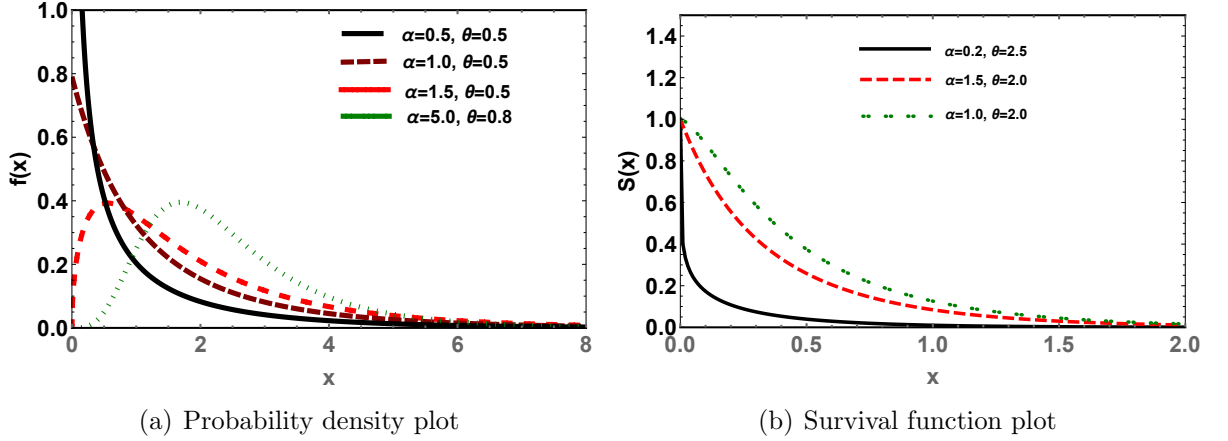 1.0
0.8
0.6
0.4
0.2
0.0
f(x)
0
2
4
6
8
x
α=0.5, θ=0.5
α=1.0, θ=0.5
α=1.5, θ=0.5
α=5.0, θ=0.8
(a) Probability density plot
1.4
1.2
1.0
0.8
0.6
0.4
0.2
0.0
S(x)
0.0
0.5
1.0
1.5
2.0
x
α=0.2, θ=2.5
α=1.5, θ=2.0
α=1.0, θ=2.0
(b) Survival function plot